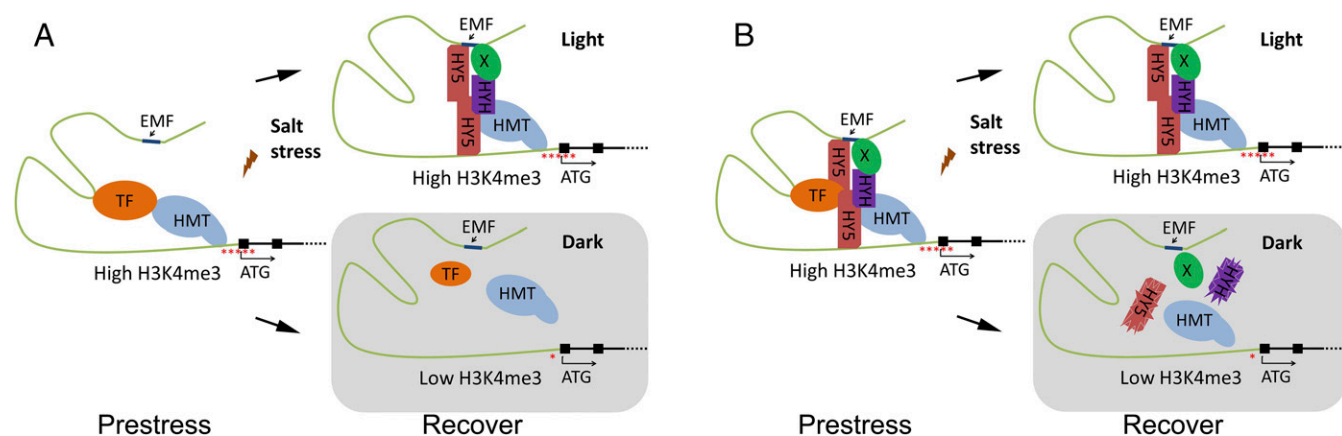 A
EMF
TF
HMT
*****
High H3K4me3
ATG
Prestress
Salt
stress
Light
EMF
HY5
X
HYH
HY5
HMT
*****
High H3K4me3
ATG
Dark
EMF
TF
HMT
*
Low H3K4me3
ATG
Recover
B
EMF
HY5
X
HYH
TF
HY5
HMT
*****
High H3K4me3
ATG
Prestress
Salt
stress
Light
EMF
HY5
X
HYH
HY5
HMT
*****
High H3K4me3
ATG
Dark
EMF
X
HYH
HY5
HMT
*
Low H3K4me3
ATG
Recover